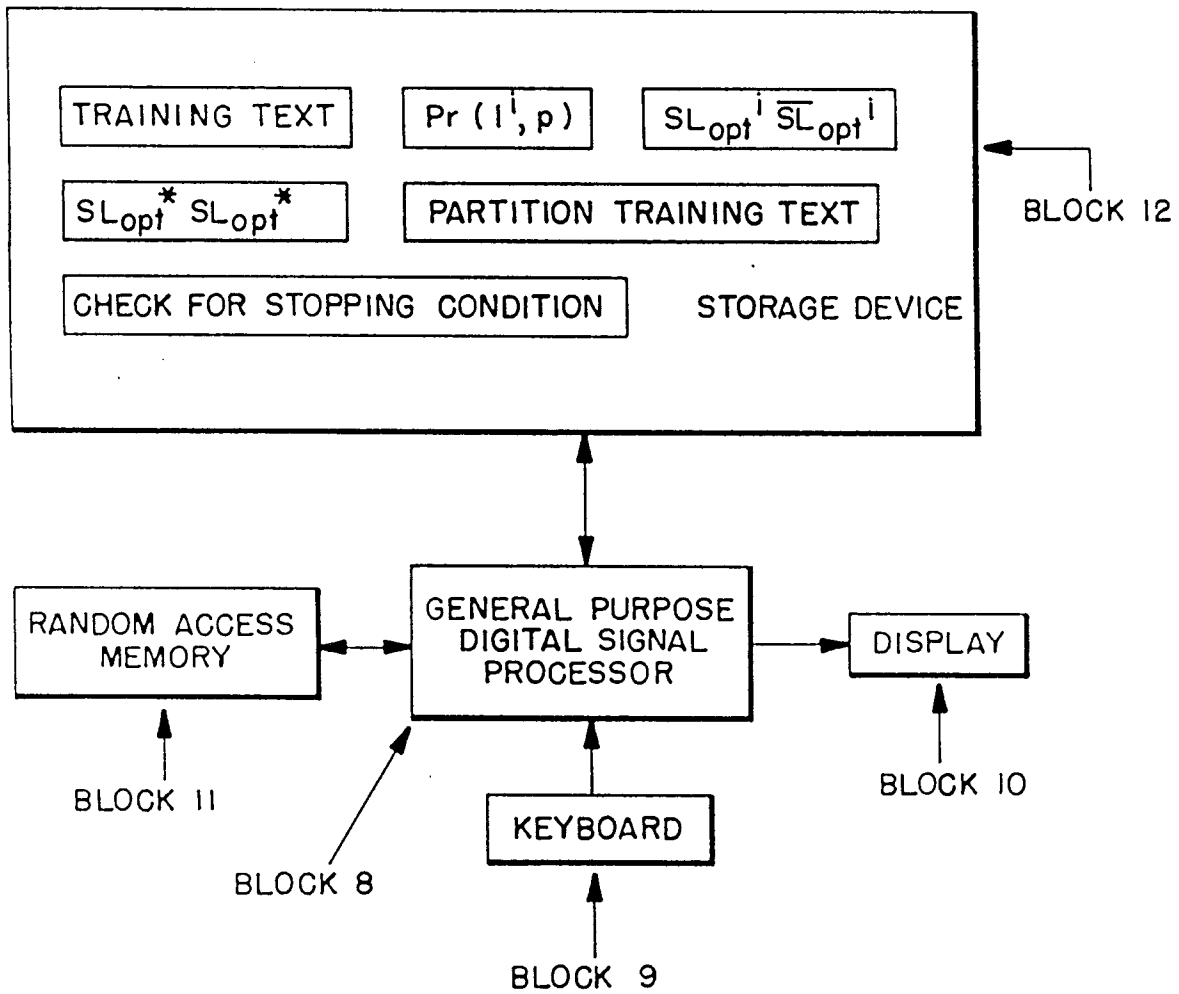 TRAINING TEXT
Pr (l^i, p)
SL_opt^i S̅L̅_opt^i
SL_opt^* SL_opt^*
PARTITION TRAINING TEXT
CHECK FOR STOPPING CONDITION
STORAGE DEVICE
BLOCK 12
RANDOM ACCESS
MEMORY
GENERAL PURPOSE
DIGITAL SIGNAL
PROCESSOR
DISPLAY
BLOCK 11
BLOCK 10
KEYBOARD
BLOCK 8
BLOCK 9